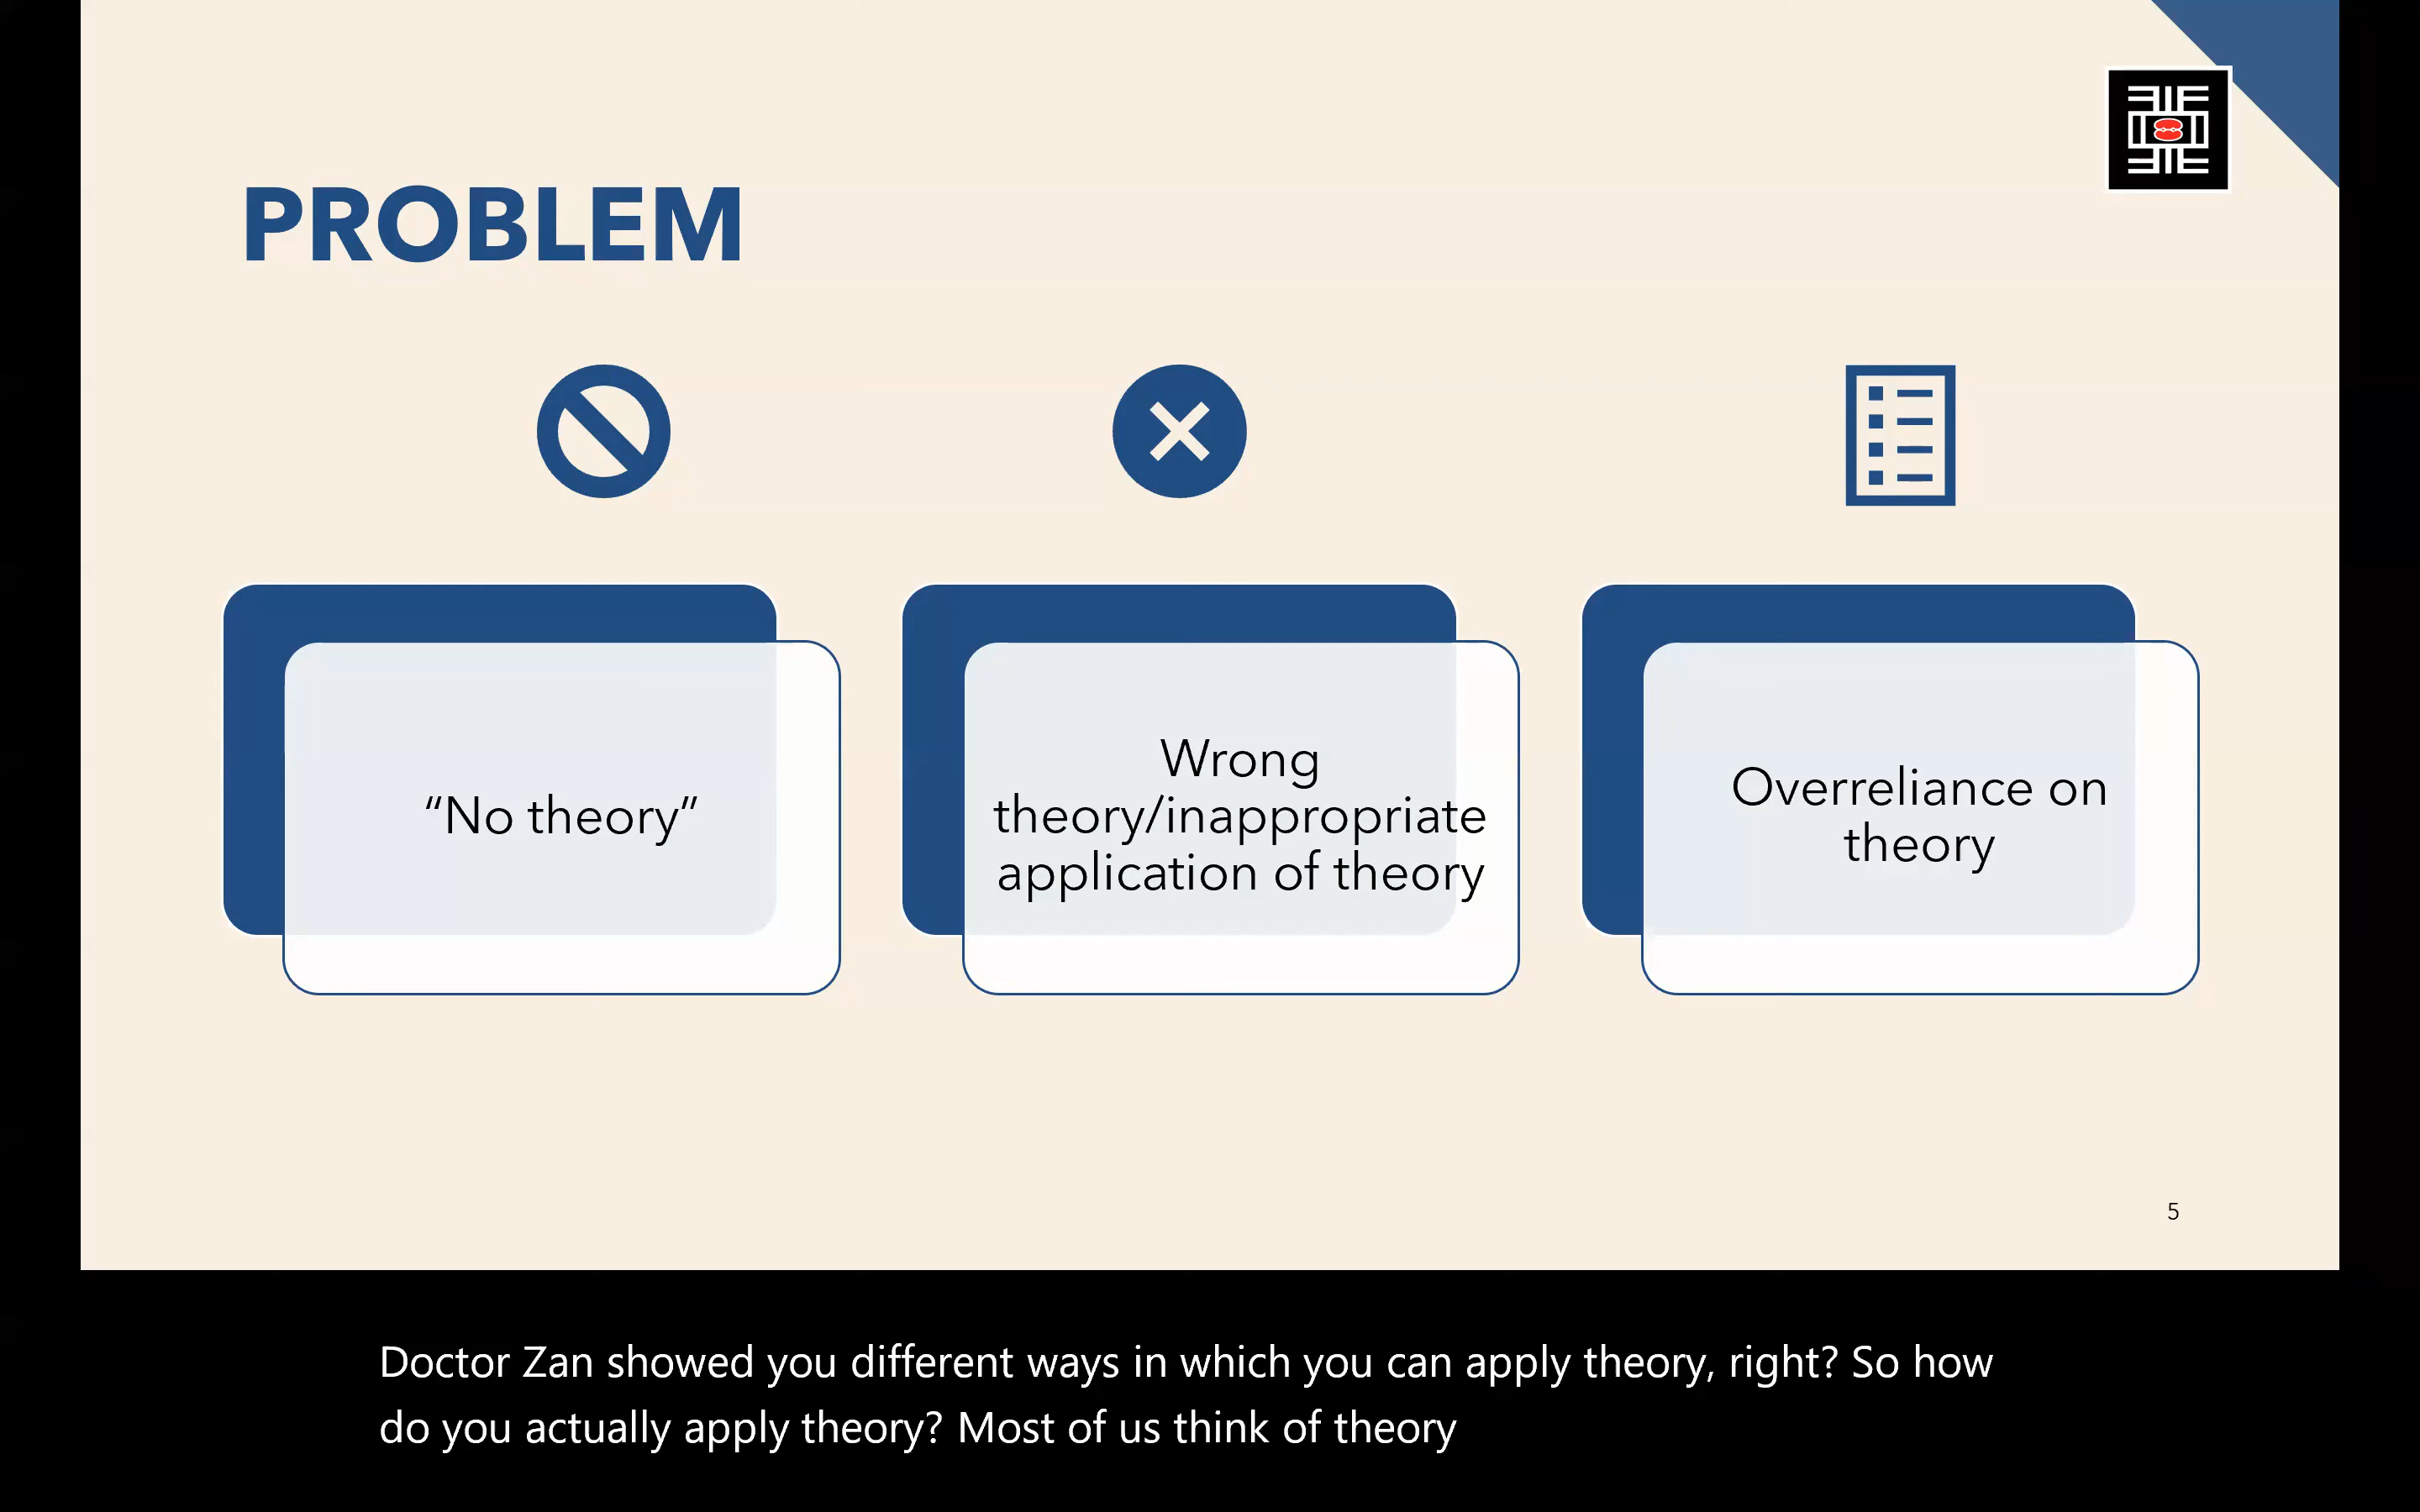 PROBLEM
“No theory”
Wrong
theory/inappropriate
application of theory
Overreliance on
theory
5
Doctor Zan showed you different ways in which you can apply theory, right? So how
do you actually apply theory? Most of us think of theory